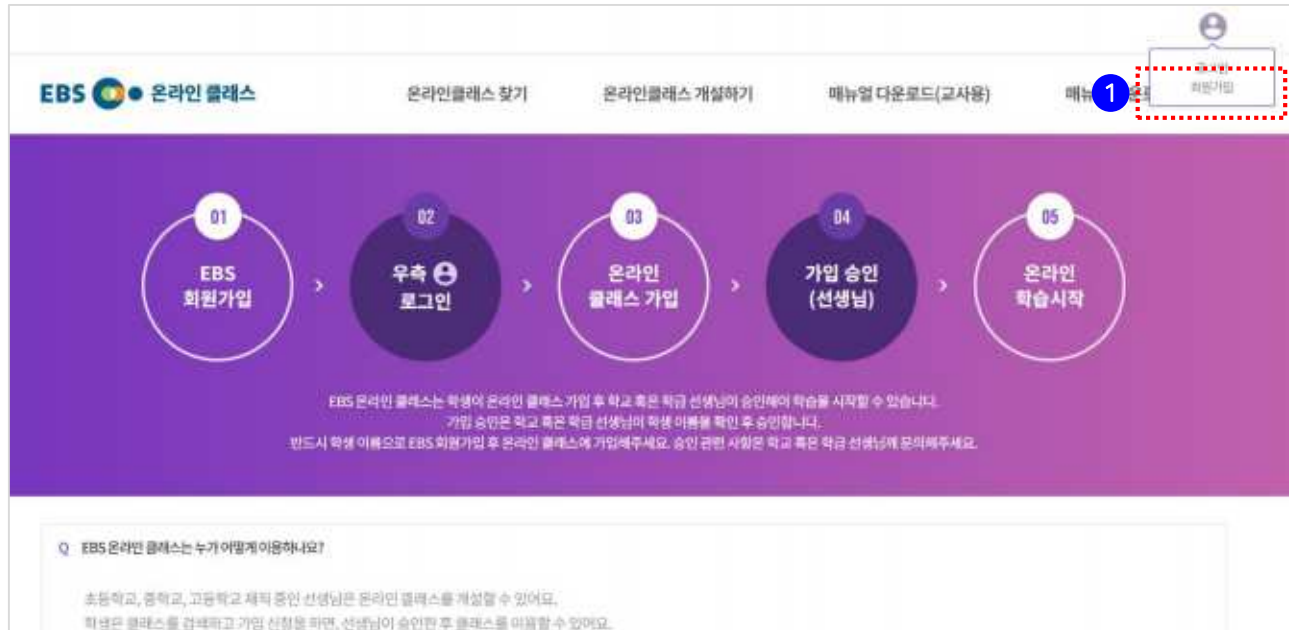 로그인
회원가입
EBS 온라인 클래스
온라인클래스 찾기
온라인클래스 개설하기
매뉴얼 다운로드(교사용)
매뉴
1
01
EBS
회원가입
02
우측
로그인
03
온라인
클래스 가입
04
가입 승인
(선생님)
05
온라인
학습시작
EBS 온라인 클래스는 학생이 온라인 클래스 가입 후 학교 혹은 학급 선생님이 승인해야 학습을 시작할 수 있습니다.
가입 승인은 학교 혹은 학급 선생님이 학생 이름을 확인 후 승인합니다.
반드시 학생 이름으로 EBS 회원가입 후 온라인 클래스에 가입해주세요. 승인 관련 사항은 학교 혹은 학급 선생님께 문의해주세요.
Q EBS 온라인 클래스는 누가 어떻게 이용하나요?
초등학교, 중학교, 고등학교 재직 중인 선생님은 온라인 클래스를 개설할 수 있어요.
학생은 클래스를 검색하고 가입 신청을 하면, 선생님이 승인한 후 클래스를 이용할 수 있어요.